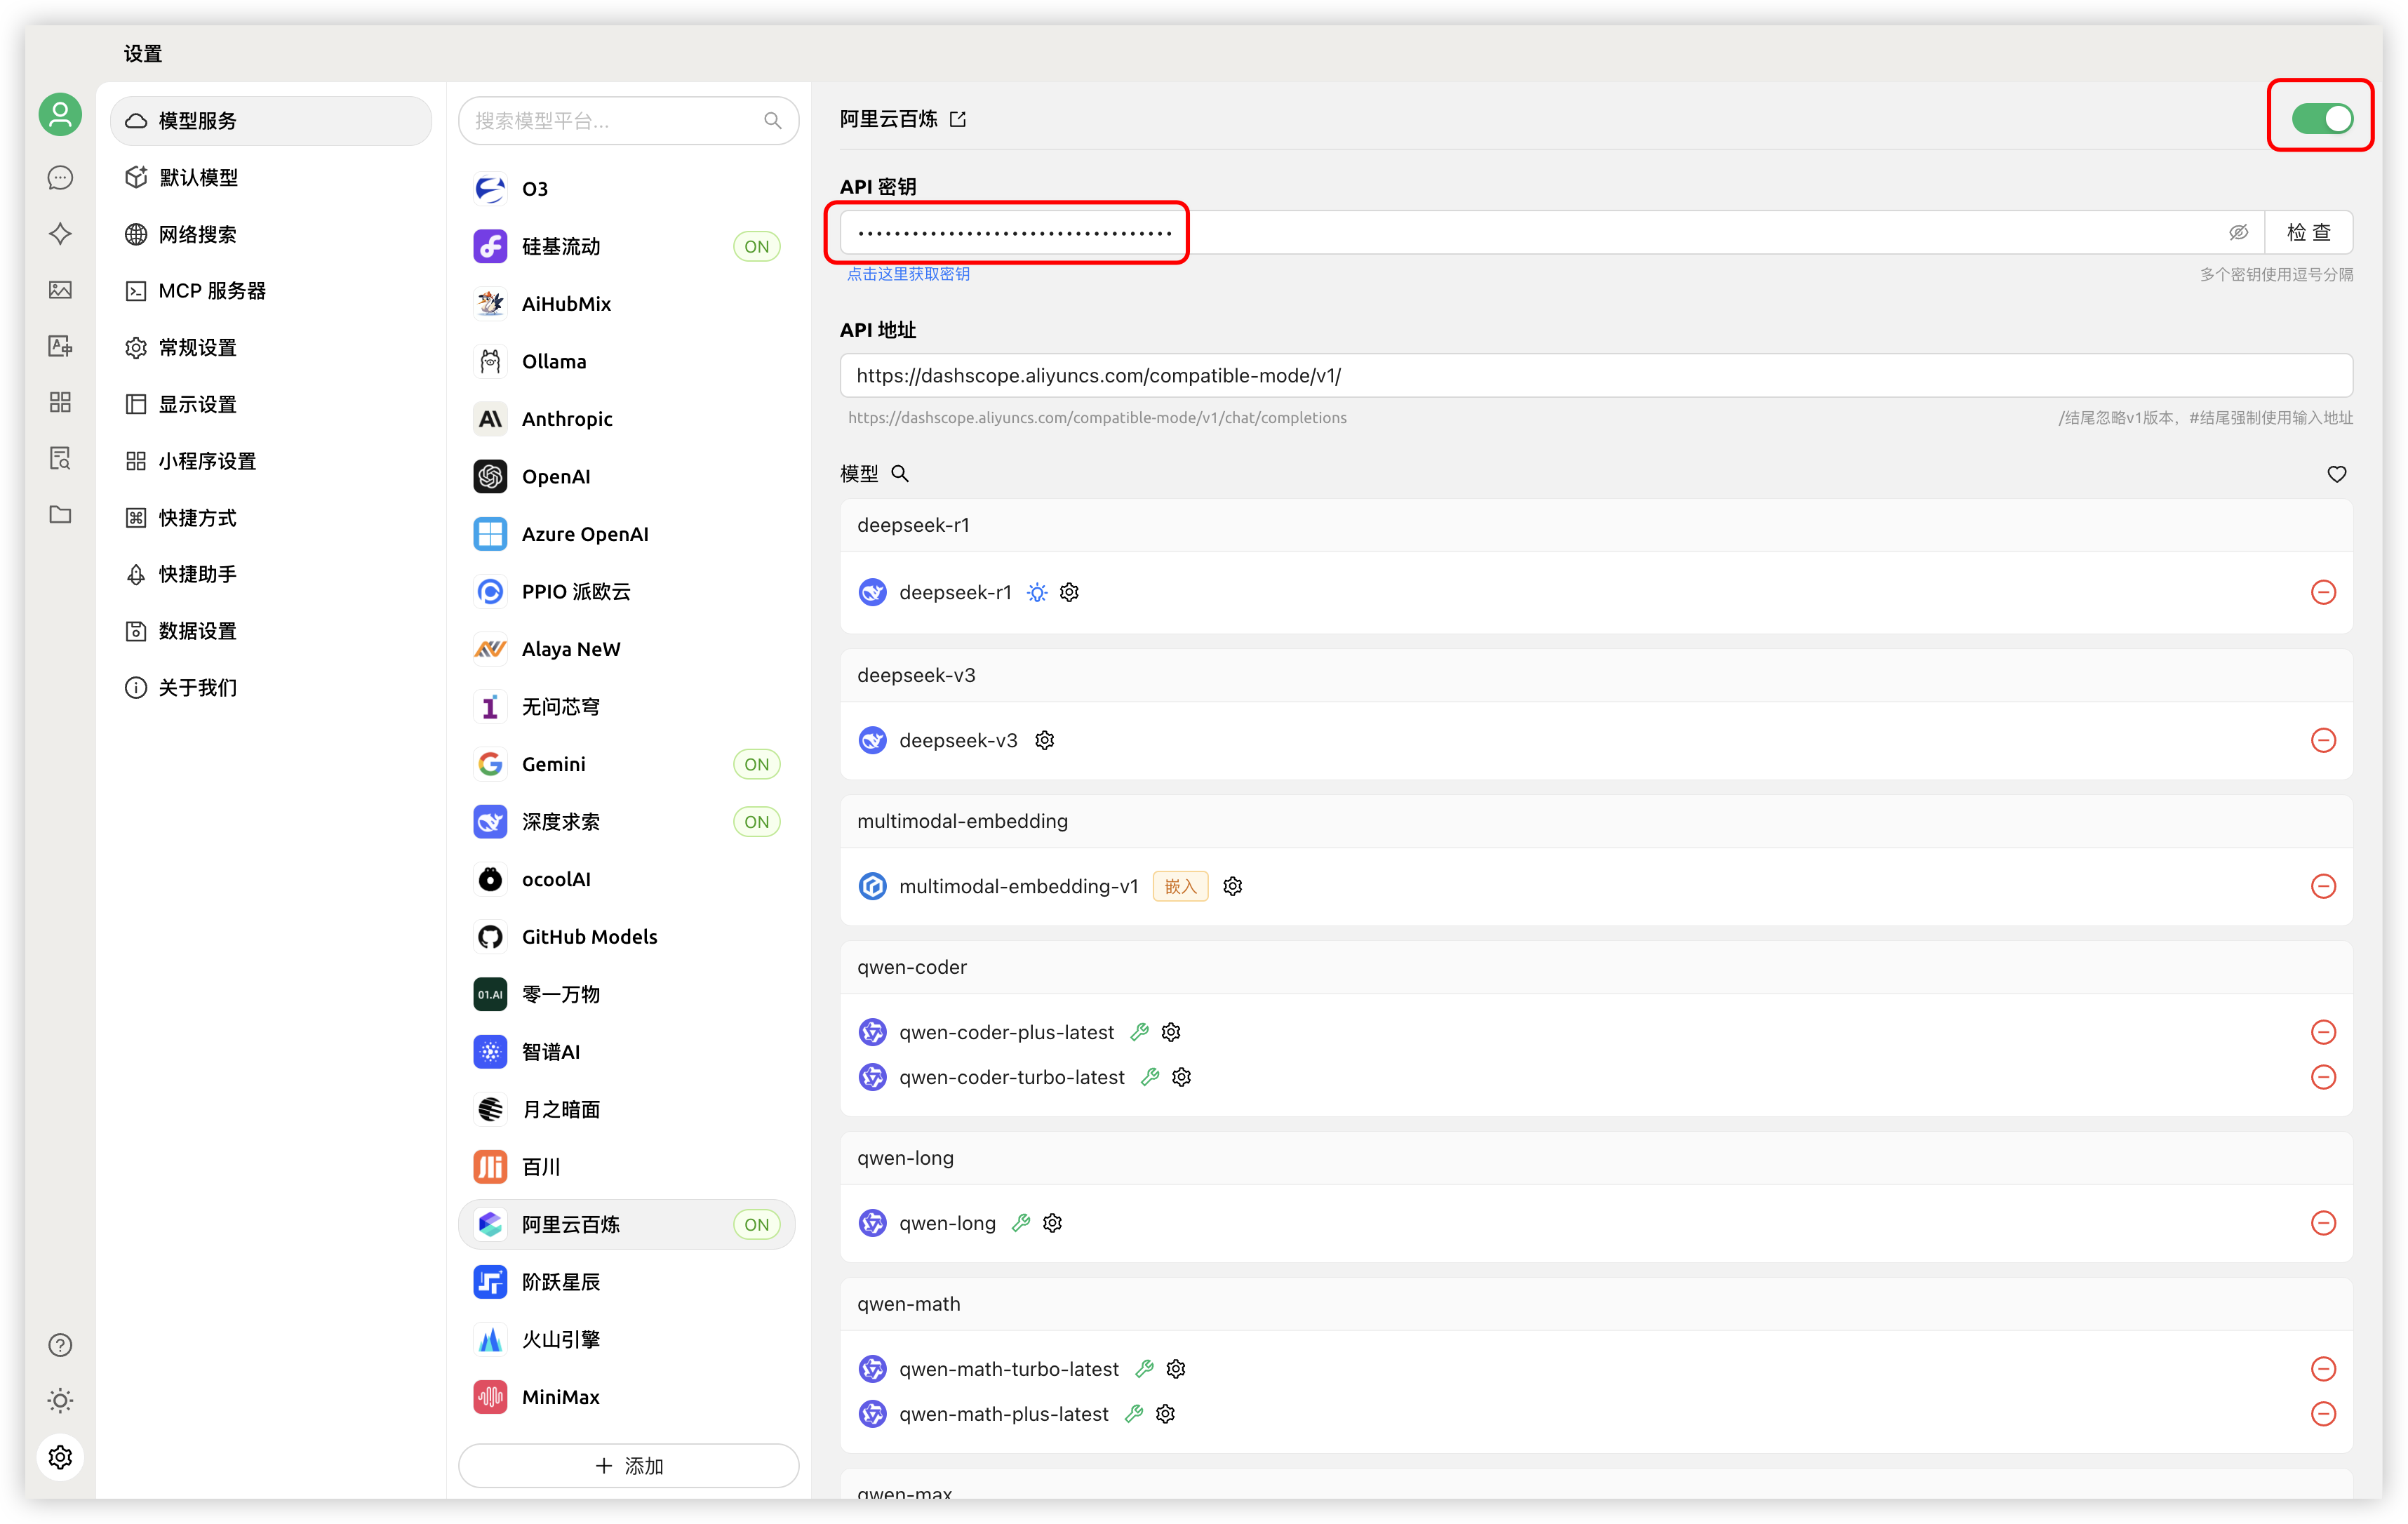 设置
模型服务
默认模型
网络搜索
MCP 服务器
常规设置
显示设置
小程序设置
快捷方式
快捷助手
数据设置
关于我们
搜索模型平台...
O3
硅基流动 ON
AiHubMix
Ollama
Anthropic
OpenAI
Azure OpenAI
PPIO 派欧云
Alaya NeW
无问芯穹
Gemini ON
深度求索 ON
ocoolAI
GitHub Models
01.AI 零一万物
智谱AI
月之暗面
百川
阿里云百炼 ON
阶跃星辰
火山引擎
MiniMax
添加
阿里云百炼
API 密钥
检 查
点击这里获取密钥
多个密钥使用逗号分隔
API 地址
https://dashscope.aliyuncs.com/compatible-mode/v1/
https://dashscope.aliyuncs.com/compatible-mode/v1/chat/completions
/结尾忽略v1版本，#结尾强制使用输入地址
模型
deepseek-r1
deepseek-r1
deepseek-v3
deepseek-v3
multimodal-embedding
multimodal-embedding-v1 嵌入
qwen-coder
qwen-coder-plus-latest
qwen-coder-turbo-latest
qwen-long
qwen-long
qwen-math
qwen-math-turbo-latest
qwen-math-plus-latest
qwen-max